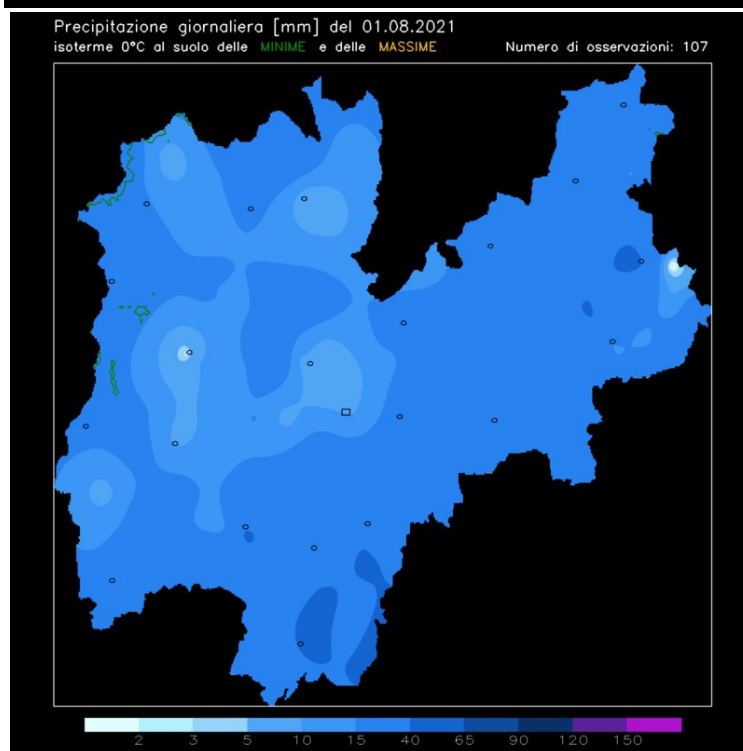 Precipitazione giornaliera [mm] del 01.08.2021
isoterme 0°C al suolo delle MINIME e delle MASSIME Numero di osservazioni: 107
2 3 5 10 15 40 65 90 120 150